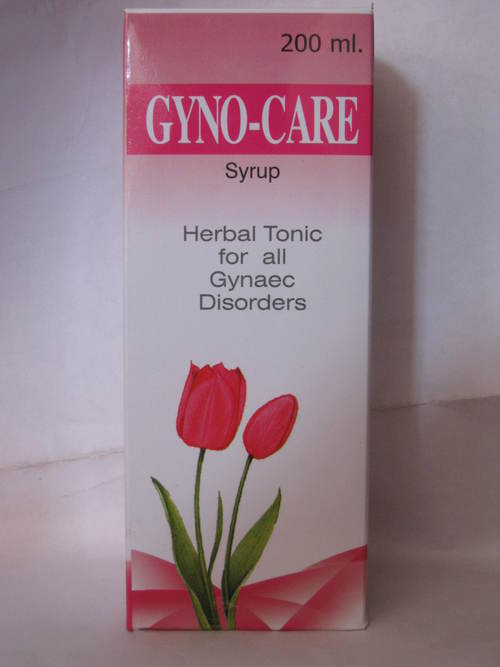 200 ml.
GYNO-CARE
Syrup
Herbal Tonic
for all
Gynaec
Disorders